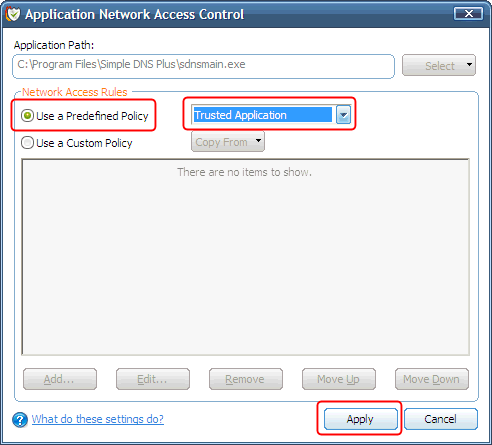 Application Network Access Control
Application Path:
C:\Program Files\Simple DNS Plus\sdnsmain.exe
Select
Network Access Rules
Use a Predefined Policy
Trusted Application
Use a Custom Policy
Copy From
There are no items to show.
Add...
Edit...
Remove
Move Up
Move Down
What do these settings do?
Apply
Cancel